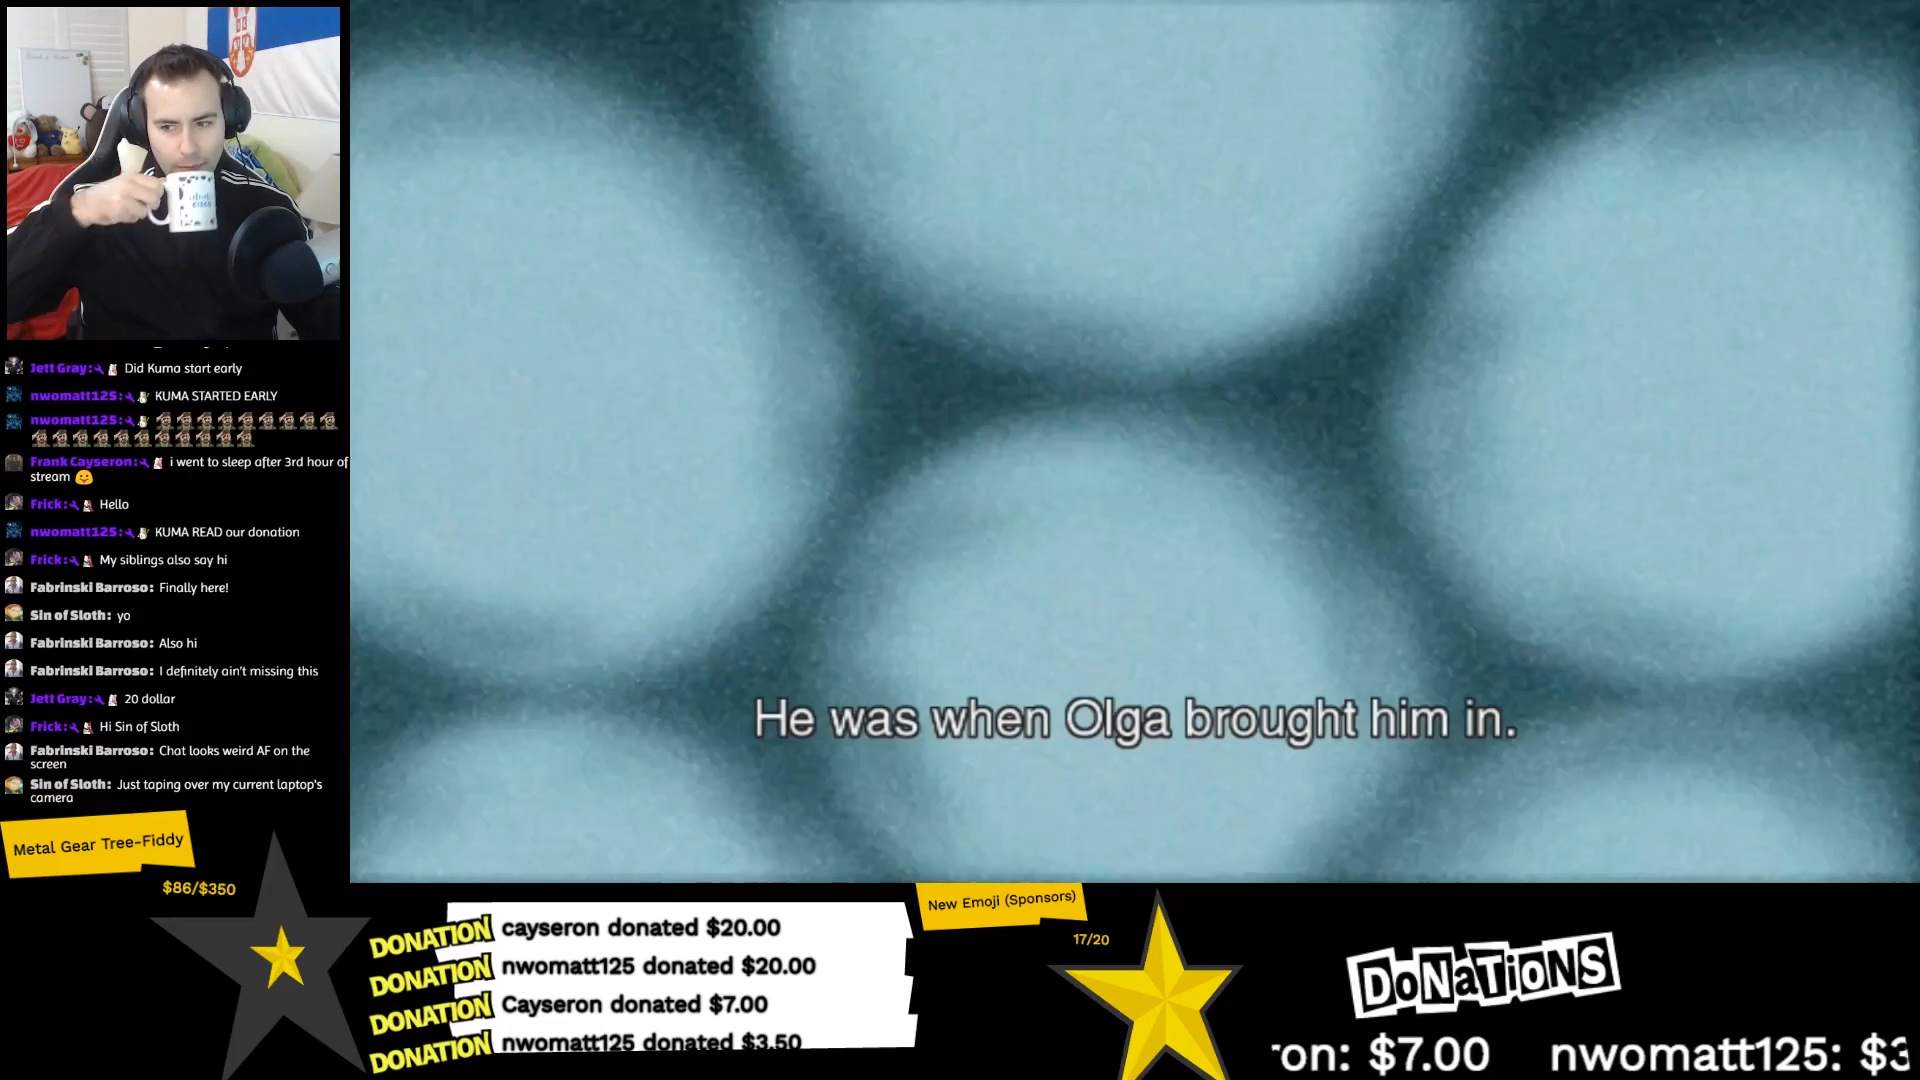 Jett Gray: Did Kuma start early
nwomatt125: KUMA STARTED EARLY
nwomatt125:
Frank Cayseron: i went to sleep after 3rd hour of
stream
Frick: Hello
nwomatt125: KUMA READ our donation
Frick: My siblings also say hi
Fabrinski Barroso: Finally here!
Sin of Sloth: yo
Fabrinski Barroso: Also hi
Fabrinski Barroso: I definitely ain't missing this
Jett Gray: 20 dollar
Frick: Hi Sin of Sloth
Fabrinski Barroso: Chat looks weird AF on the
screen
Sin of Sloth: Just taping over my current laptop's
camera
He was when Olga brought him in.
Metal Gear Tree-Fiddy
$86/$350
DONATION cayseron donated $20.00
DONATION nwomatt125 donated $20.00
DONATION Cayseron donated $7.00
DONATION nwomatt125 donated $3.50
New Emoji (Sponsors)
17/20
DoNaTiONS
on: $7.00 nwomatt125: $3